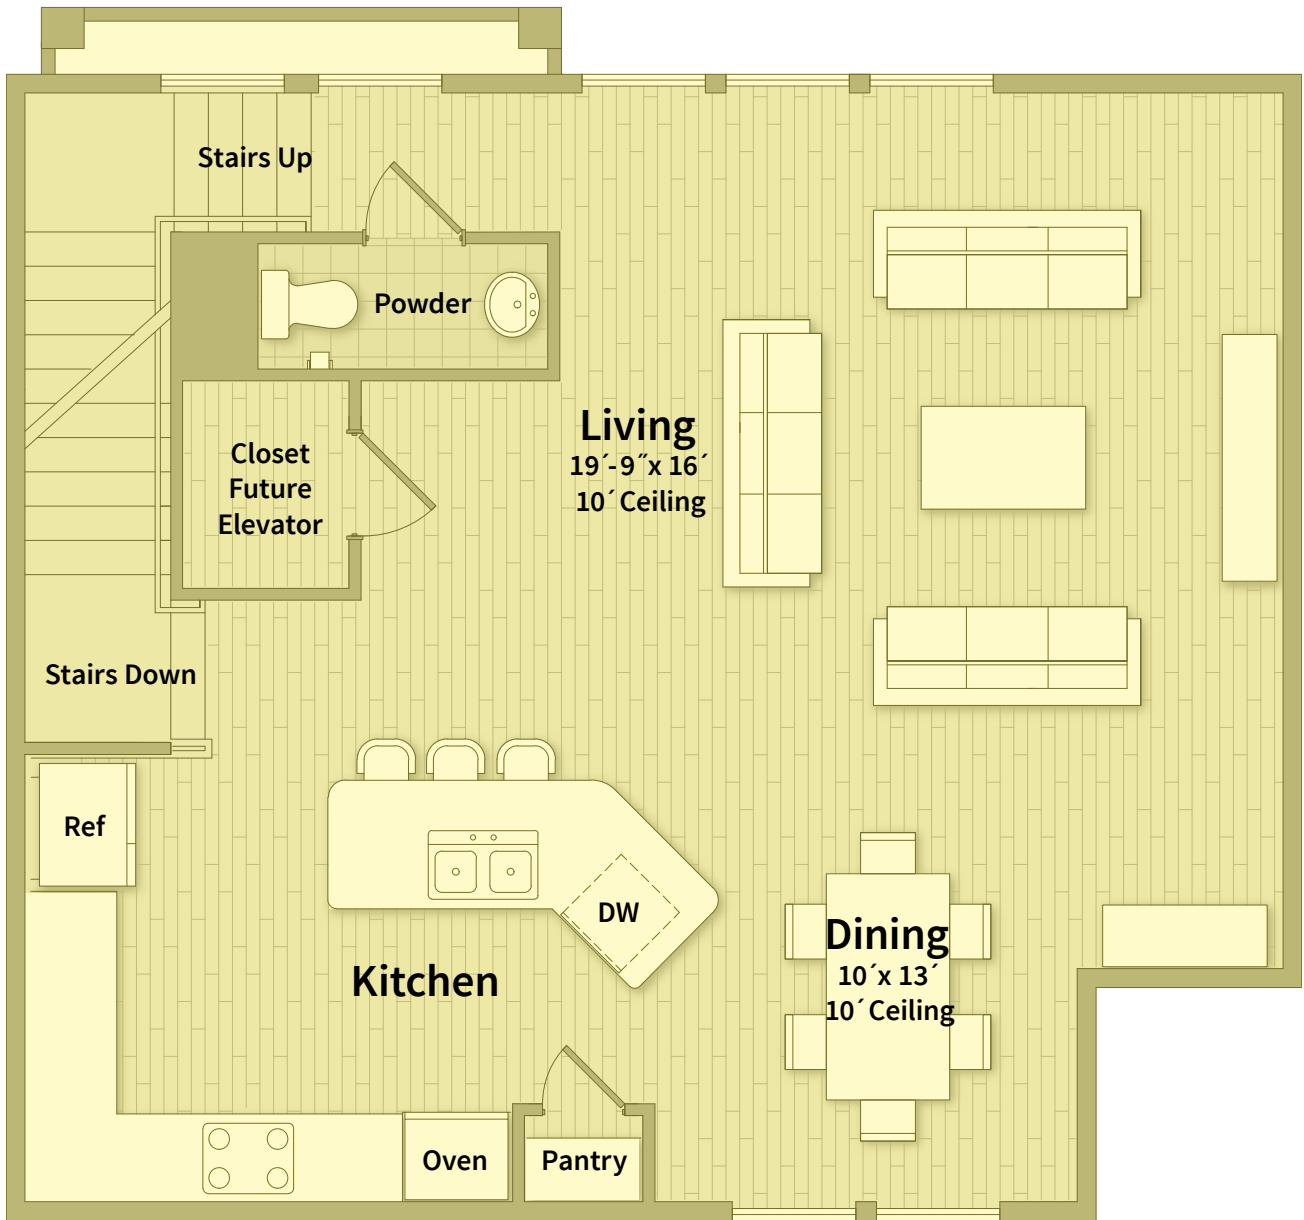 Stairs Up
Powder
Living
19´-9˝x 16´
10´ Ceiling
Closet
Future
Elevator
Stairs Down
Ref
DW
Kitchen
Dining
10´x 13´
10´ Ceiling
Oven
Pantry